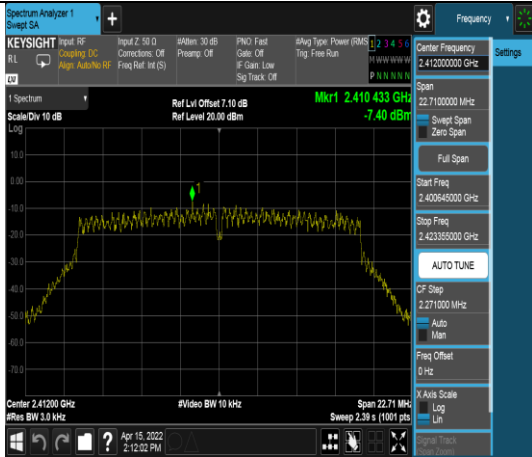 Spectrum Analyzer 1
Swept SA
+
Frequency
KEYSIGHT
Input: RF
Coupling: DC
Align: Auto/No RF
RL
LXI
Input Z: 50 Ω
Corrections: Off
Freq Ref: Int (S)
#Atten: 30 dB
Preamp: Off
PNO: Fast
Gate: Off
IF Gain: Low
Sig Track: Off
#Avg Type: Power (RMS
Trig: Free Run
1 2 3 4 5 6
M W W W W W
P N N N N N
1 Spectrum
Scale/Div 10 dB
Log
Ref Lvl Offset 7.10 dB
Ref Level 20.00 dBm
Mkr1 2.410 433 GHz
-7.40 dBm
1
10.0
0.00
-10.0
-20.0
-30.0
-40.0
-50.0
-60.0
-70.0
Center 2.41200 GHz
#Res BW 3.0 kHz
#Video BW 10 kHz
Span 22.71 MHz
Sweep 2.39 s (1001 pts)
?
Apr 15, 2022
2:12:02 PM
Center Frequency
2.412000000 GHz
Settings
Span
22.7100000 MHz
Swept Span
Zero Span
Full Span
Start Freq
2.400645000 GHz
Stop Freq
2.423355000 GHz
AUTO TUNE
CF Step
2.271000 MHz
Auto
Man
Freq Offset
0 Hz
X Axis Scale
Log
Lin
Signal Track
(Span Zoom)